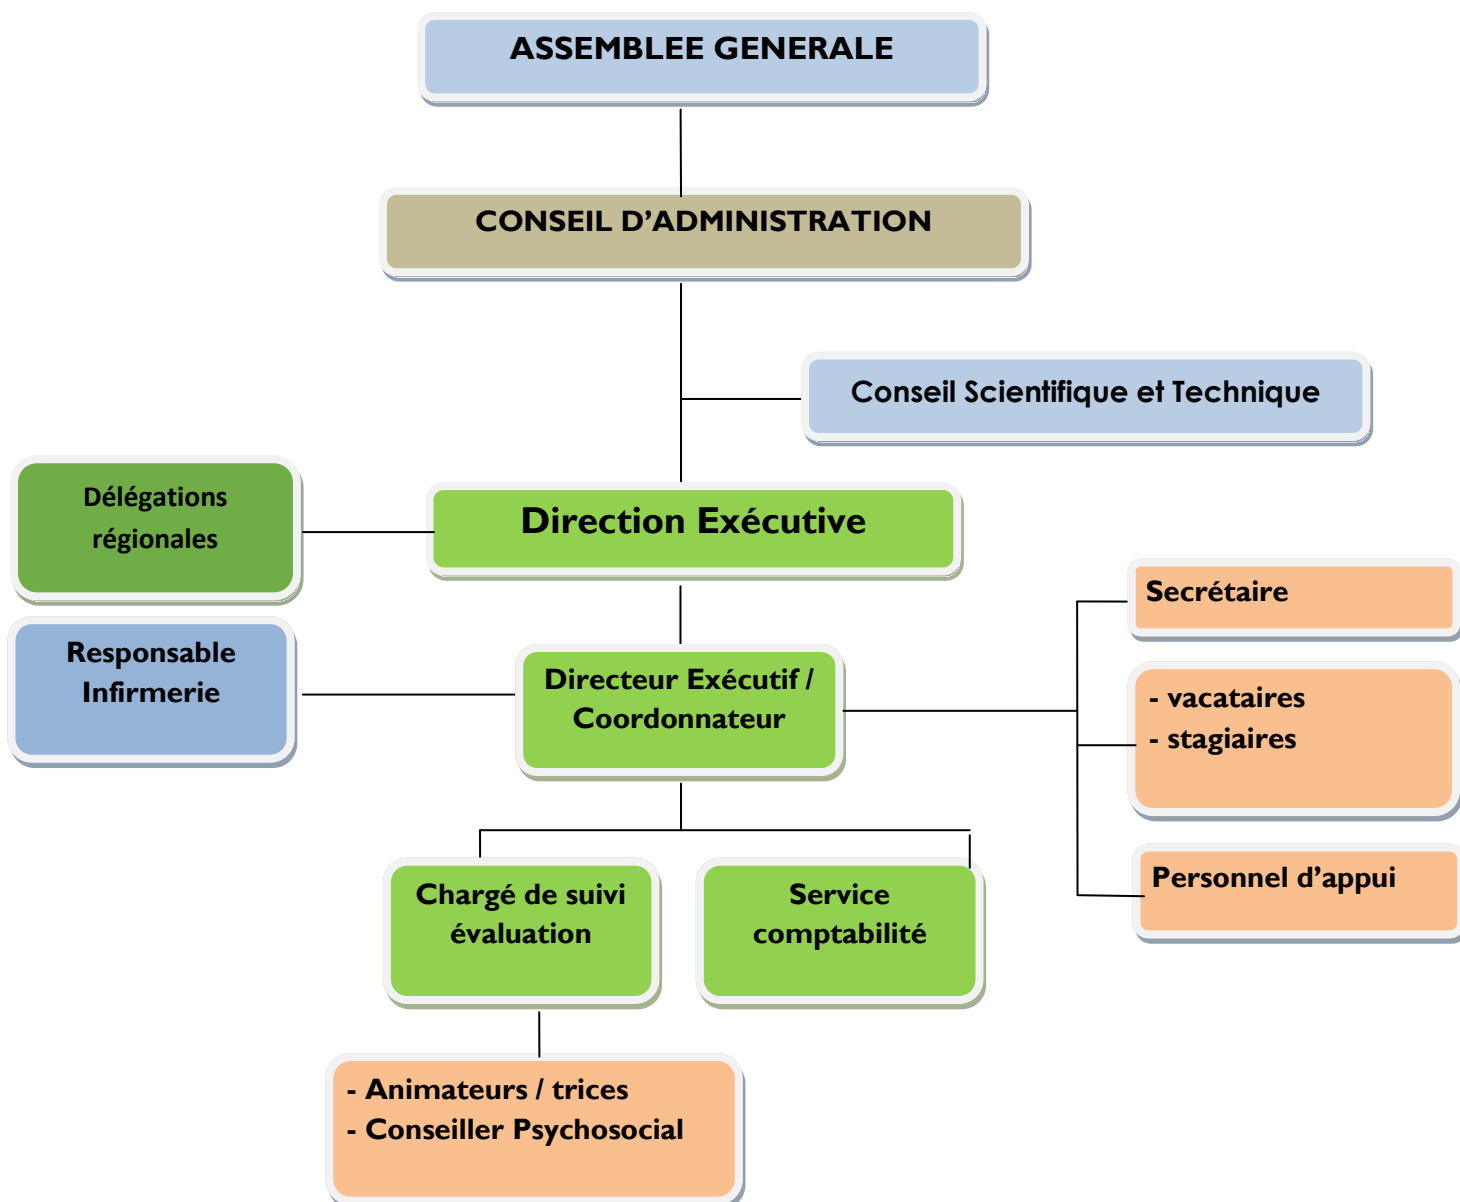 ASSEMBLEE GENERALE
CONSEIL D’ADMINISTRATION
Conseil Scientifique et Technique
Délégations
régionales
Direction Exécutive
Secrétaire
Responsable
Infirmerie
Directeur Exécutif /
Coordonnateur
- vacataires
- stagiaires
Chargé de suivi
évaluation
Service
comptabilité
Personnel d’appui
- Animateurs / trices
- Conseiller Psychosocial